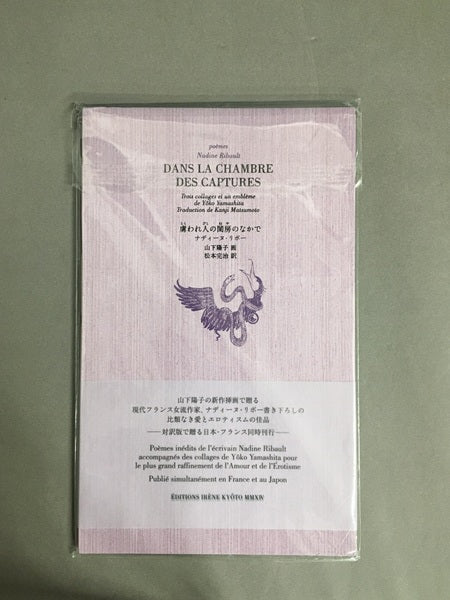 poèmes
Nadine Ribault
DANS LA CHAMBRE
DES CAPTURES
Trois collages et un emblème
de Yôko Yamashita
Traduction de Kanji Matsumoto
虜われ人の閨房のなかで
ナディーヌ・リボー
山下陽子 画
松本完治 訳
山下陽子の新作挿画で贈る
現代フランス女流作家、ナディーヌ・リボー書き下ろしの
比類なき愛とエロティスムの佳品
──対訳版で贈る日本・フランス同時刊行──
Poèmes inédits de l'écrivain Nadine Ribault
accompagnés des collages de Yôko Yamashita pour
le plus grand raffinement de l'Amour et de l'Érotisme
Publié simultanément en France et au Japon
ÉDITIONS IRÈNE KYÔTO MMXIV